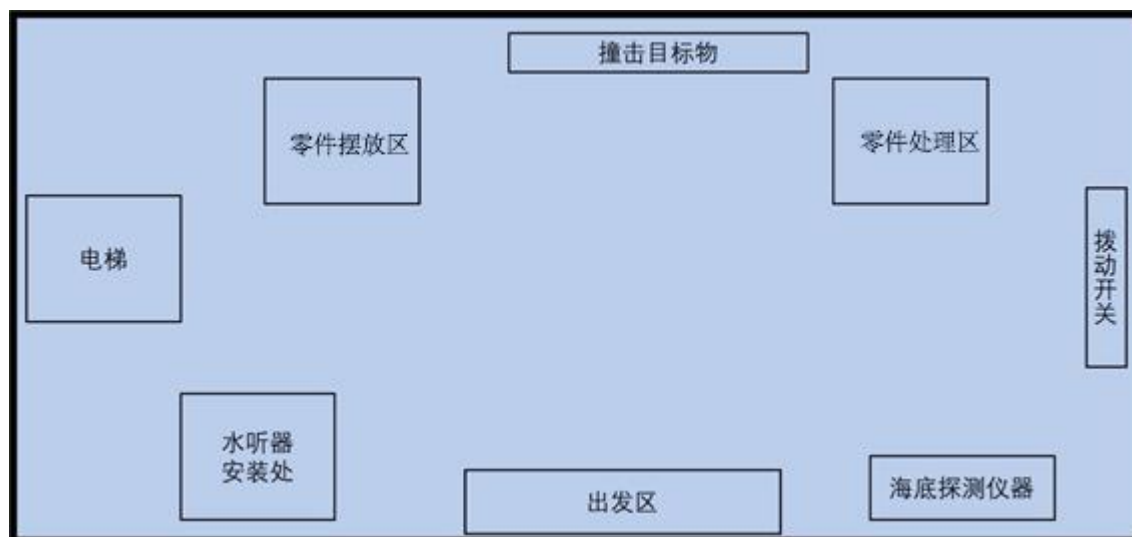 撞击目标物
零件摆放区
零件处理区
电梯
拨动开关
水听器
安装处
出发区
海底探测仪器